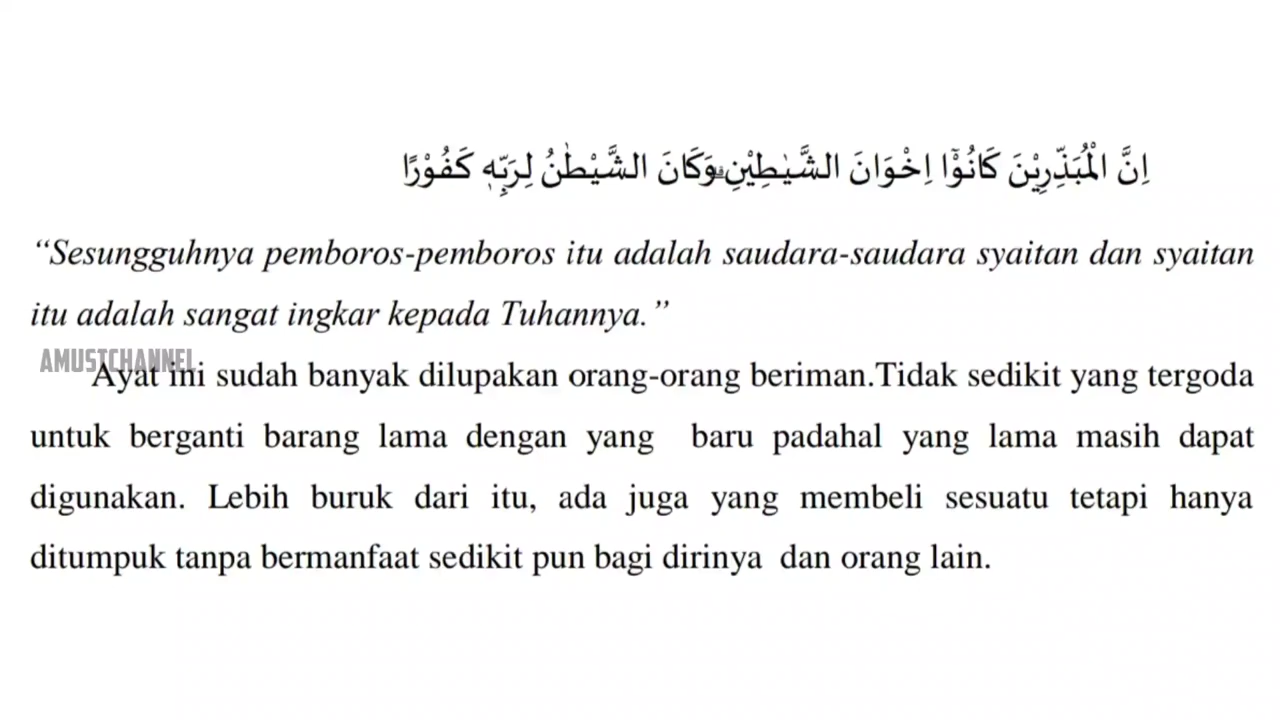 اِنَّ الْمُبَذِّرِيْنَ كَانُوْٓا اِخْوَانَ الشَّيٰطِيْنِۗ وَكَانَ الشَّيْطٰنُ لِرَبِّهٖ كَفُوْرًا
“Sesungguhnya pemboros-pemboros itu adalah saudara-saudara syaitan dan syaitan
itu adalah sangat ingkar kepada Tuhannya.”
AMUSTCHANNEL
Ayat ini sudah banyak dilupakan orang-orang beriman.Tidak sedikit yang tergoda
untuk berganti barang lama dengan yang baru padahal yang lama masih dapat
digunakan. Lebih buruk dari itu, ada juga yang membeli sesuatu tetapi hanya
ditumpuk tanpa bermanfaat sedikit pun bagi dirinya dan orang lain.